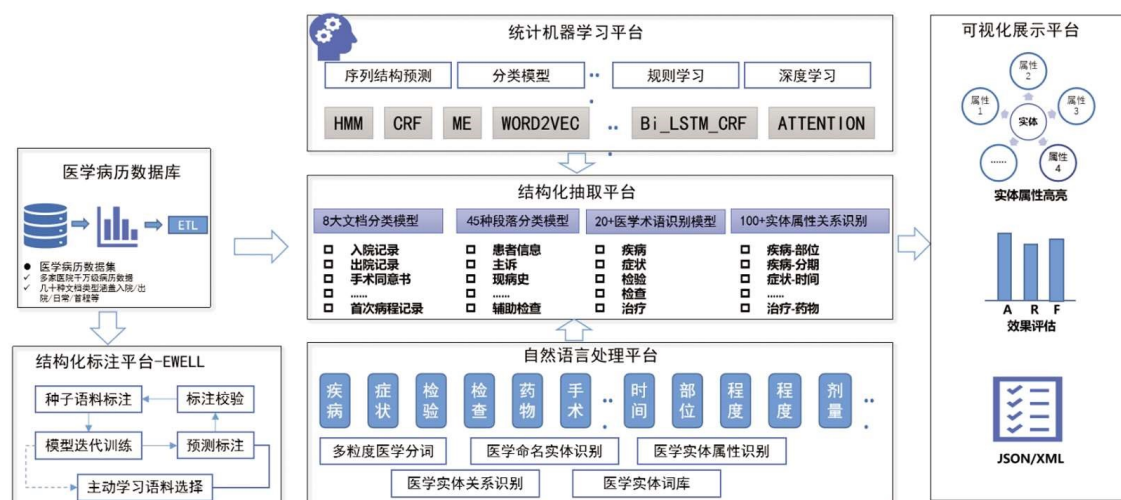 统计机器学习平台
序列结构预测
分类模型
..
规则学习
深度学习
HMM
CRF
ME
WORD2VEC
..
Bi_LSTM_CRF
ATTENTION
医学病历数据库
ETL
● 医学病历数据集
✓ 多家医院千万级病历数据
✓ 几十种文档类型涵盖入院/出
院/日常/首程等
结构化标注平台-EWELL
种子语料标注
标注校验
模型迭代训练
预测标注
主动学习语料选择
结构化抽取平台
8大文档分类模型
入院记录
出院记录
手术同意书
......
首次病程记录
45种段落分类模型
患者信息
主诉
现病史
......
辅助检查
20+医学术语识别模型
疾病
症状
检验
检查
治疗
100+实体属性关系识别
疾病-部位
疾病-分期
症状-时间
......
治疗-药物
自然语言处理平台
疾病
症状
检验
检查
药物
手术
..
时间
部位
程度
程度
剂量
..
多粒度医学分词
医学命名实体识别
医学实体属性识别
医学实体关系识别
医学实体词库
可视化展示平台
属性
2
属性
1
属性
3
实体
......
属性
4
实体属性高亮
A R F
效果评估
JSON/XML